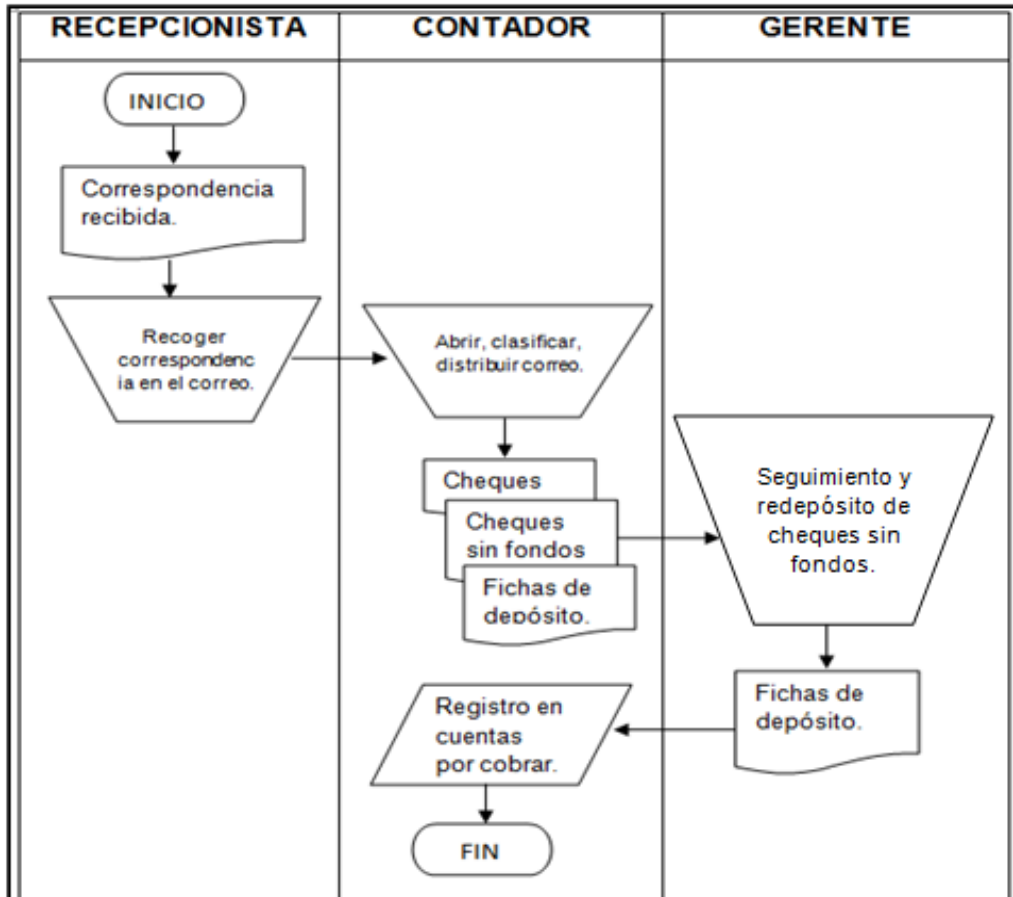 RECEPCIONISTA
CONTADOR
GERENTE
INICIO
Correspondencia
recibida.
Recoger
correspondenc
ia en el correo.
Abrir, clasificar,
distribuir correo.
Cheques
Cheques
sin fondos
Fichas de
depósito.
Seguimiento y
redepósito de
cheques sin
fondos.
Fichas de
depósito.
Registro en
cuentas
por cobrar.
FIN